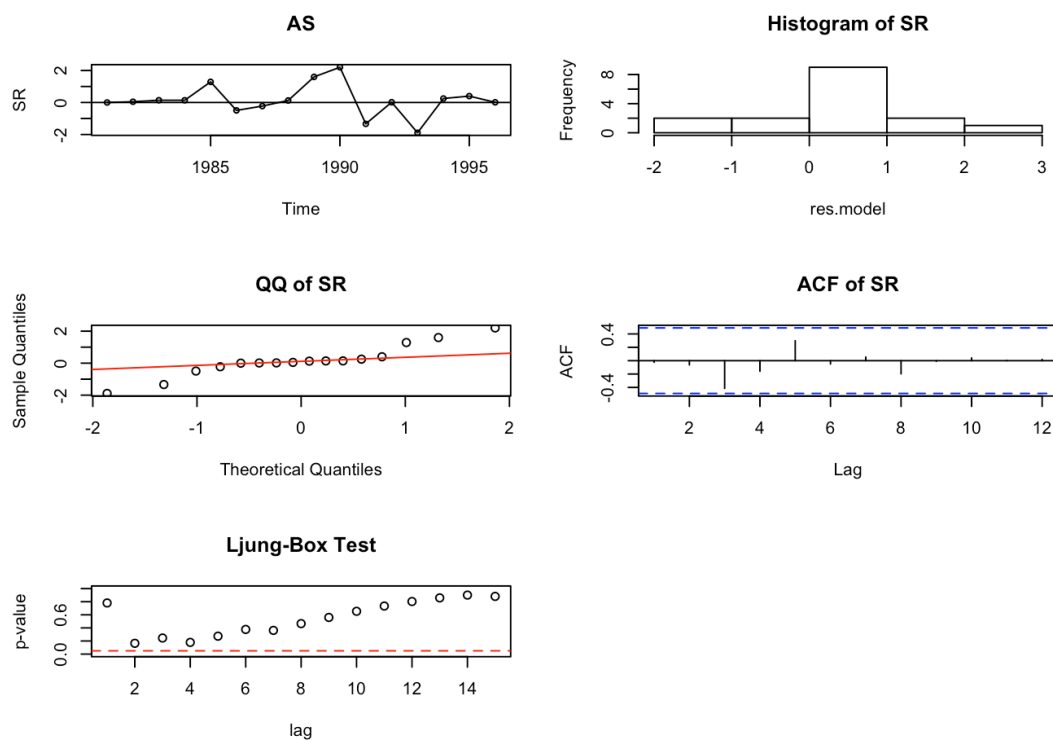 AS
SR
2
0
-2
1985 1990 1995
Time
Histogram of SR
Frequency
8
4
0
-2 -1 0 1 2 3
res.model
QQ of SR
Sample Quantiles
2
0
-2
-2 -1 0 1 2
Theoretical Quantiles
ACF of SR
ACF
0.4
-0.4
2 4 6 8 10 12
Lag
Ljung-Box Test
p-value
0.6
0.0
2 4 6 8 10 12 14
lag